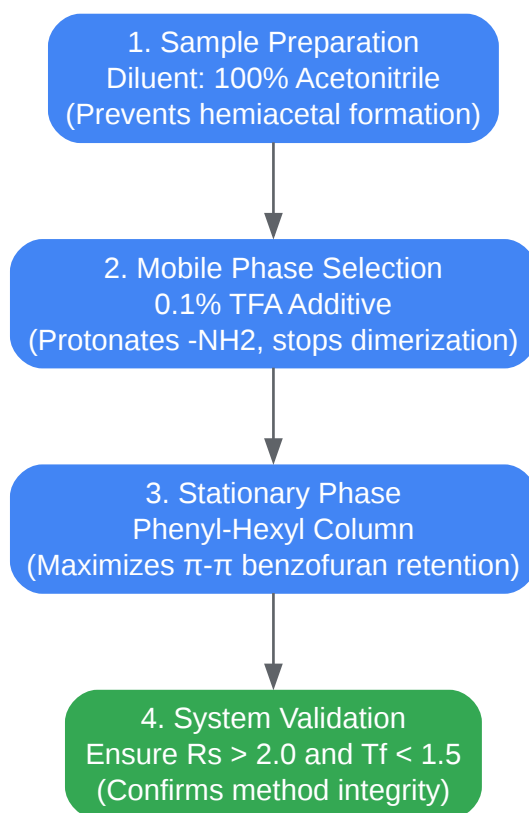 1. Sample Preparation
Diluent: 100% Acetonitrile
(Prevents hemiacetal formation)
2. Mobile Phase Selection
0.1% TFA Additive
(Protonates -NH2, stops dimerization)
3. Stationary Phase
Phenyl-Hexyl Column
(Maximizes π-π benzofuran retention)
4. System Validation
Ensure Rs > 2.0 and Tf < 1.5
(Confirms method integrity)